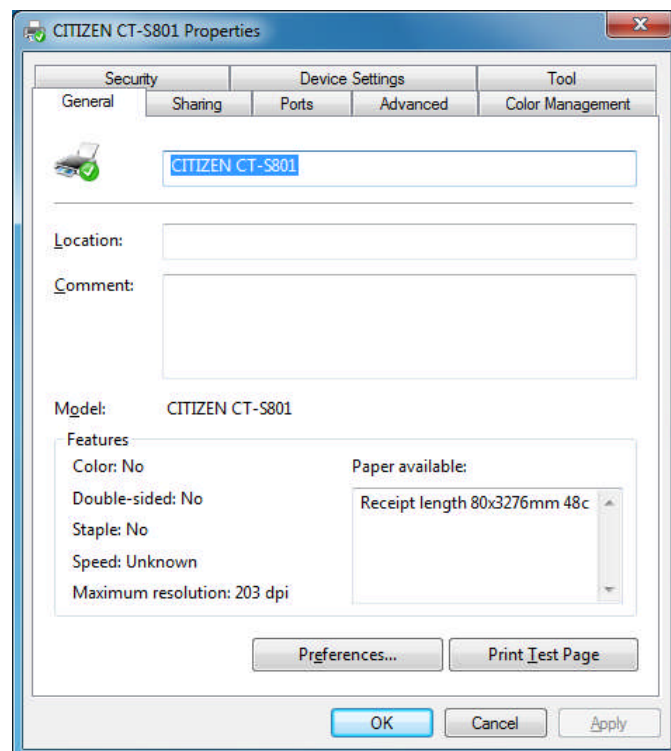 CITIZEN CT-S801 Properties
Security Device Settings Tool
General Sharing Ports Advanced Color Management
CITIZEN CT-S801
Location:
Comment:
Model: CITIZEN CT-S801
Features
Color: No Paper available:
Double-sided: No Receipt length 80x3276mm 48c
Staple: No
Speed: Unknown
Maximum resolution: 203 dpi
Preferences... Print Test Page
OK Cancel Apply